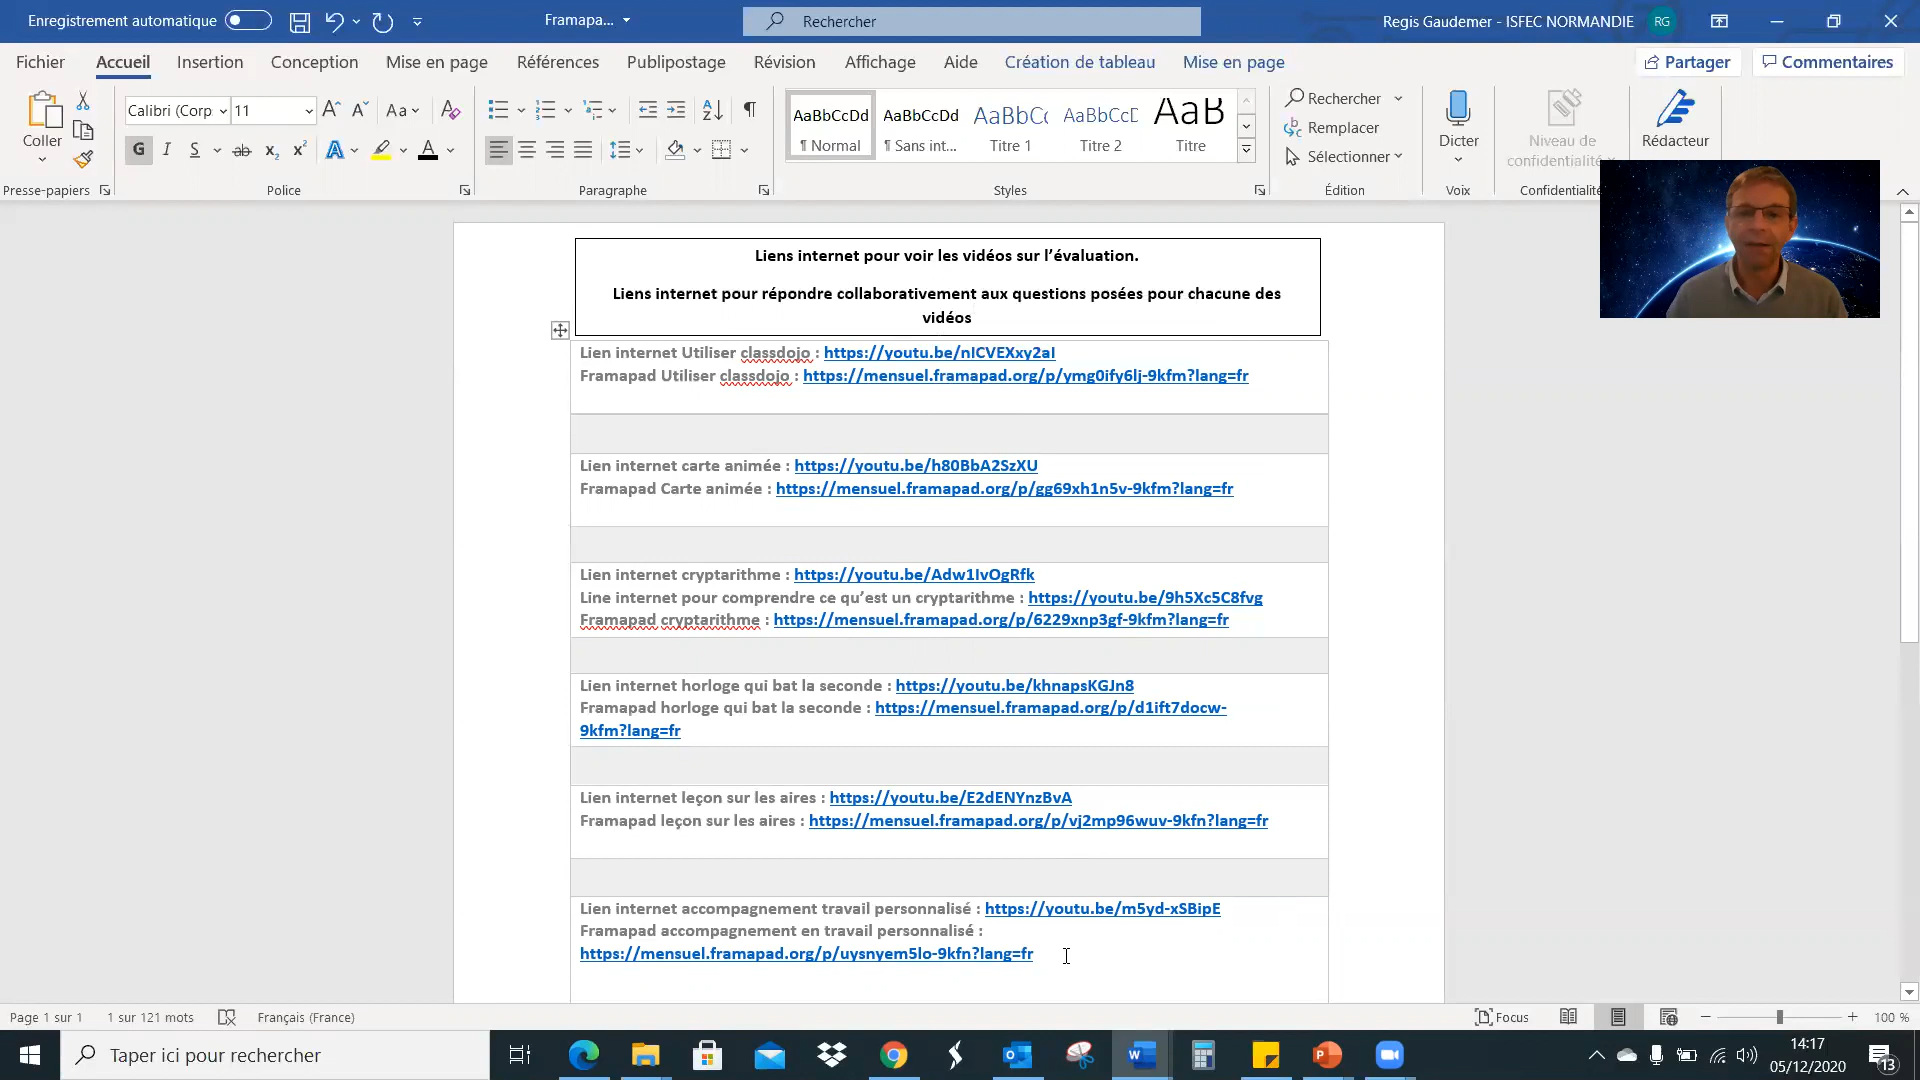 Enregistrement automatique
Framapa...
Rechercher
Regis Gaudemer - ISFEC NORMANDIE
RG
Fichier
Accueil
Insertion
Conception
Mise en page
Références
Publipostage
Révision
Affichage
Aide
Création de tableau
Mise en page
Partager
Commentaires
Coller
Calibri (Corp
11
Aa
G
I
S
ab
AaBbCcDd
AaBbCcDd
AaBbCc
AaBbCcD
AaB
¶ Normal
¶ Sans int...
Titre 1
Titre 2
Titre
Rechercher
Remplacer
Sélectionner
Dicter
Niveau de
confidentialité
Rédacteur
Presse-papiers
Police
Paragraphe
Styles
Édition
Voix
Confidentialité
Liens internet pour voir les vidéos sur l’évaluation.
Liens internet pour répondre collaborativement aux questions posées pour chacune des
vidéos
Lien internet Utiliser classdojo : https://youtu.be/nICVEXxy2aI
Framapad Utiliser classdojo : https://mensuel.framapad.org/p/ymg0ify6lj-9kfm?lang=fr
Lien internet carte animée : https://youtu.be/h80BbA2SzXU
Framapad Carte animée : https://mensuel.framapad.org/p/gg69xh1n5v-9kfm?lang=fr
Lien internet cryptarithme : https://youtu.be/Adw1IvOgRfk
Line internet pour comprendre ce qu’est un cryptarithme : https://youtu.be/9h5Xc5C8fvg
Framapad cryptarithme : https://mensuel.framapad.org/p/6229xnp3gf-9kfm?lang=fr
Lien internet horloge qui bat la seconde : https://youtu.be/khnapsKGJn8
Framapad horloge qui bat la seconde : https://mensuel.framapad.org/p/d1ift7docw-
9kfm?lang=fr
Lien internet leçon sur les aires : https://youtu.be/E2dENYnzBvA
Framapad leçon sur les aires : https://mensuel.framapad.org/p/vj2mp96wuv-9kfn?lang=fr
Lien internet accompagnement travail personnalisé : https://youtu.be/m5yd-xSBipE
Framapad accompagnement en travail personnalisé :
https://mensuel.framapad.org/p/uysnyem5lo-9kfn?lang=fr
Page 1 sur 1
1 sur 121 mots
Français (France)
Focus
100 %
Taper ici pour rechercher
14:17
05/12/2020
13